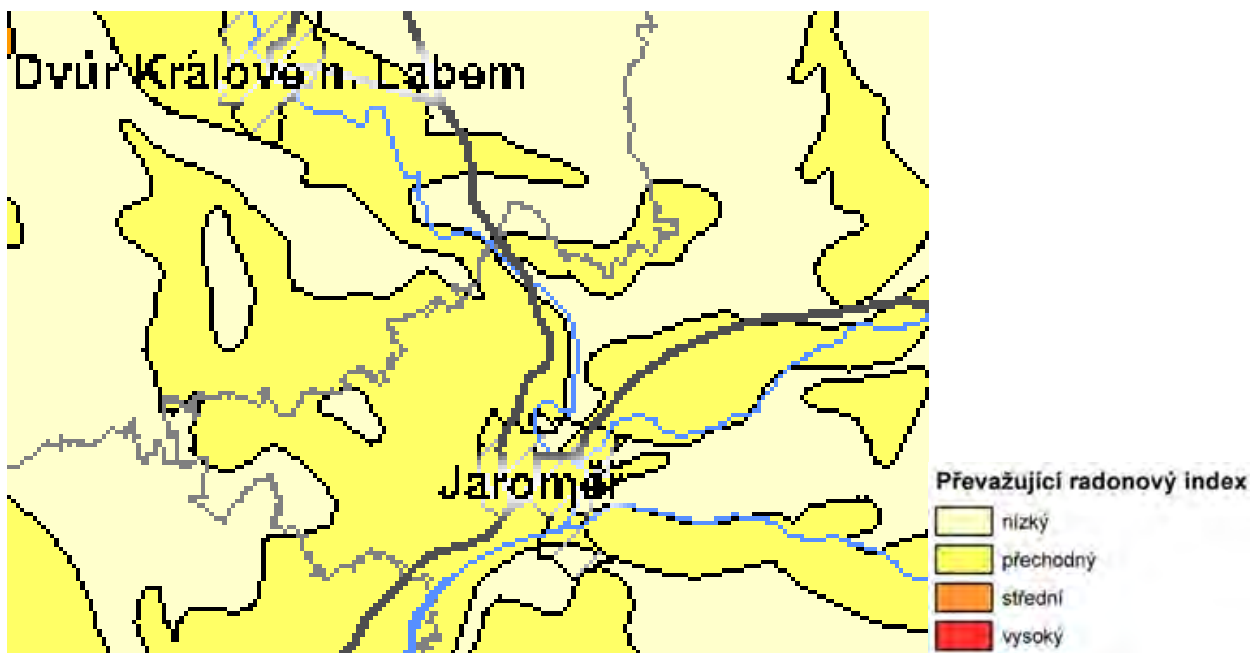 Dvůr Králové n. Labem
Jaroměř
Převažující radonový index
nízký
přechodný
střední
vysoký